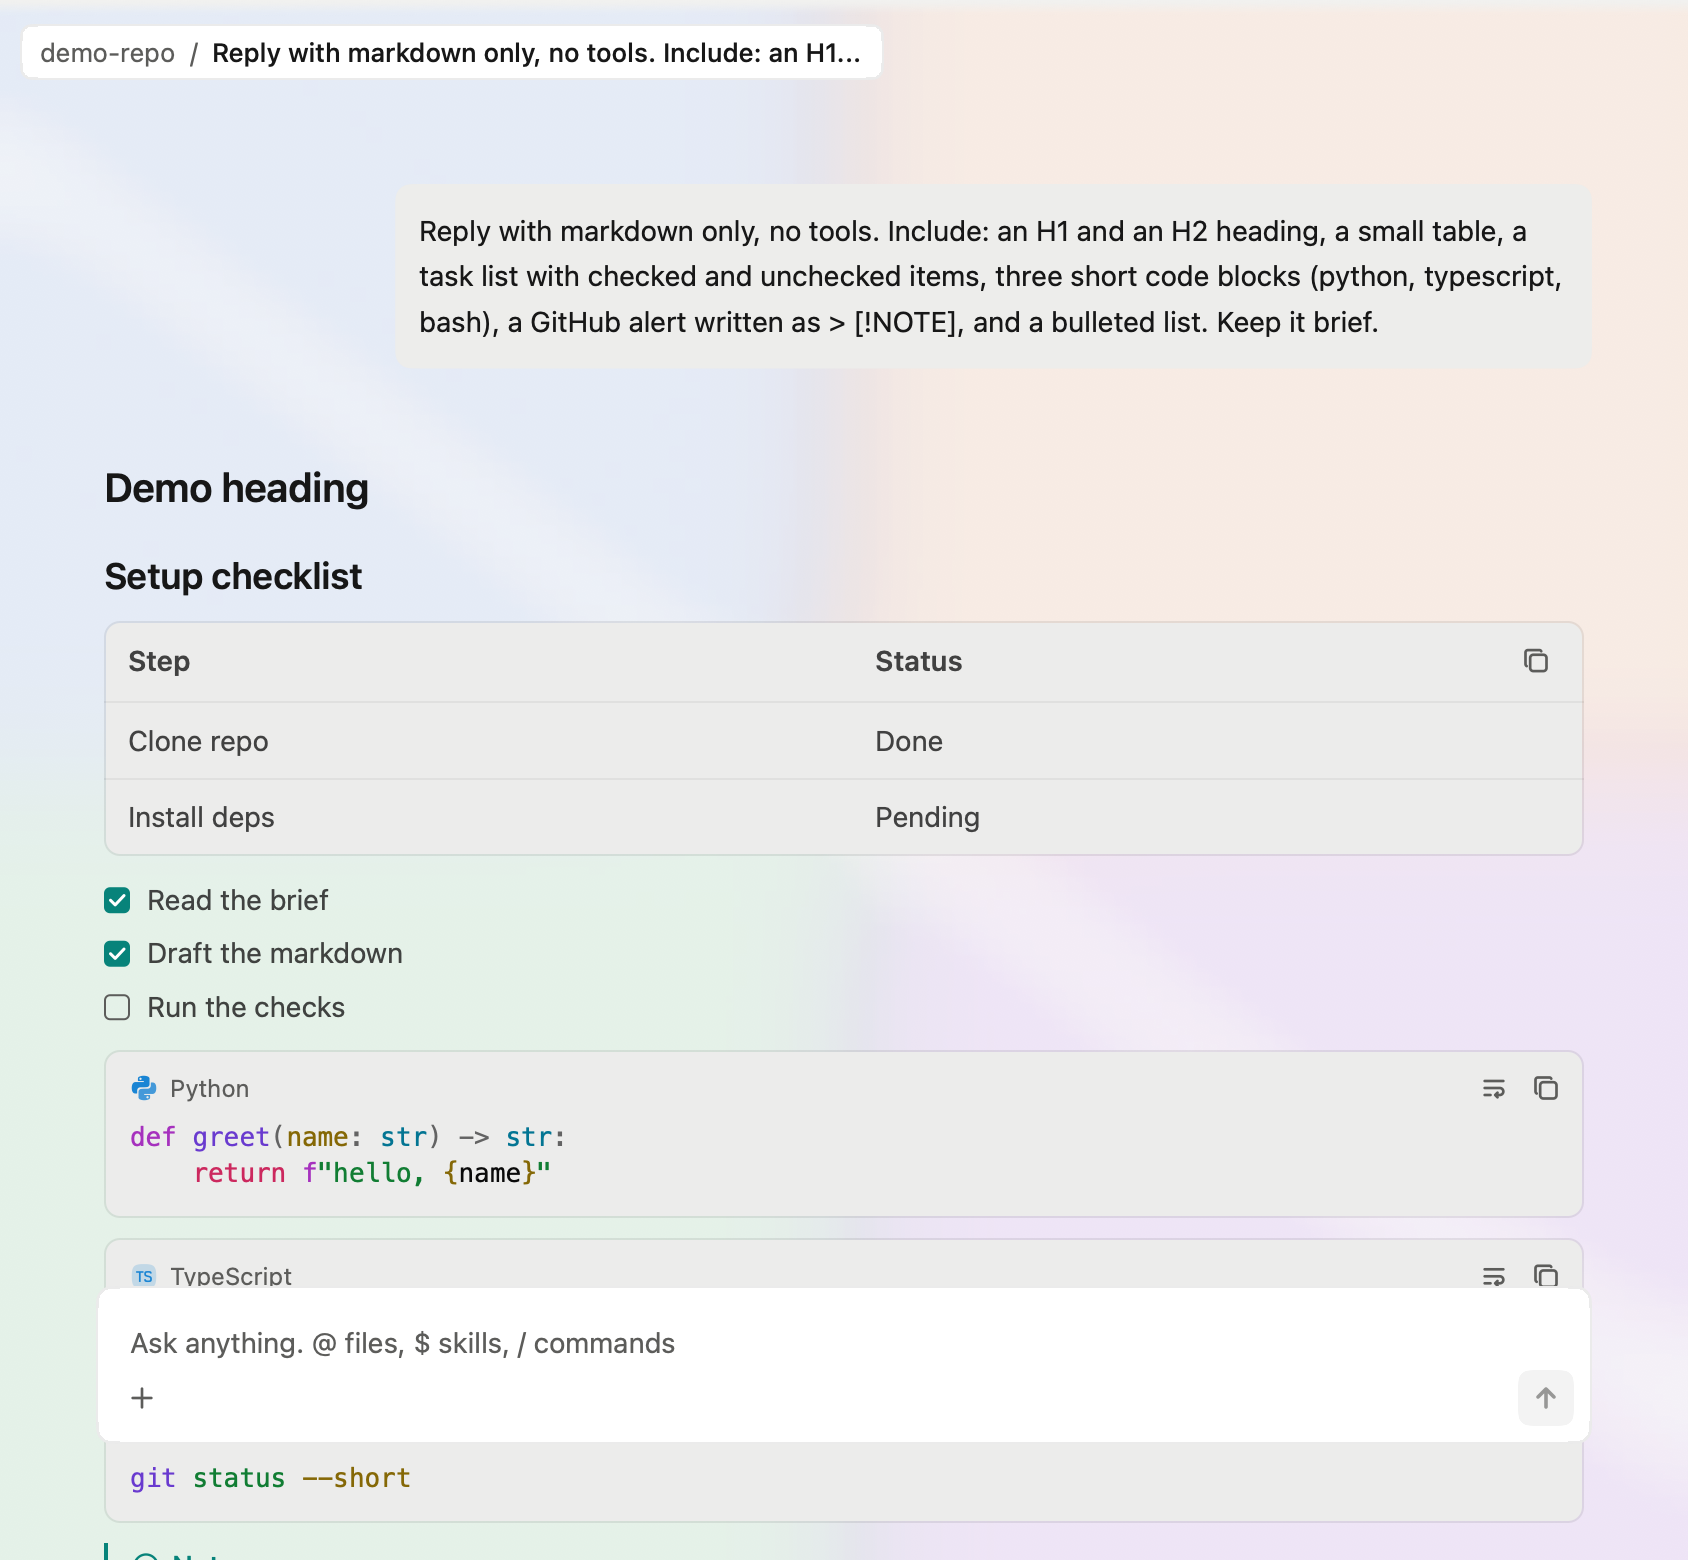 demo-repo / Reply with markdown only, no tools. Include: an H1...
Reply with markdown only, no tools. Include: an H1 and an H2 heading, a small table, a
task list with checked and unchecked items, three short code blocks (python, typescript,
bash), a GitHub alert written as > [!NOTE], and a bulleted list. Keep it brief.
Demo heading
Setup checklist
Step Status
Clone repo Done
Install deps Pending
Read the brief
Draft the markdown
Run the checks
Python
def greet(name: str) -> str:
    return f"hello, {name}"
TS TypeScript
Ask anything. @ files, $ skills, / commands
git status --short